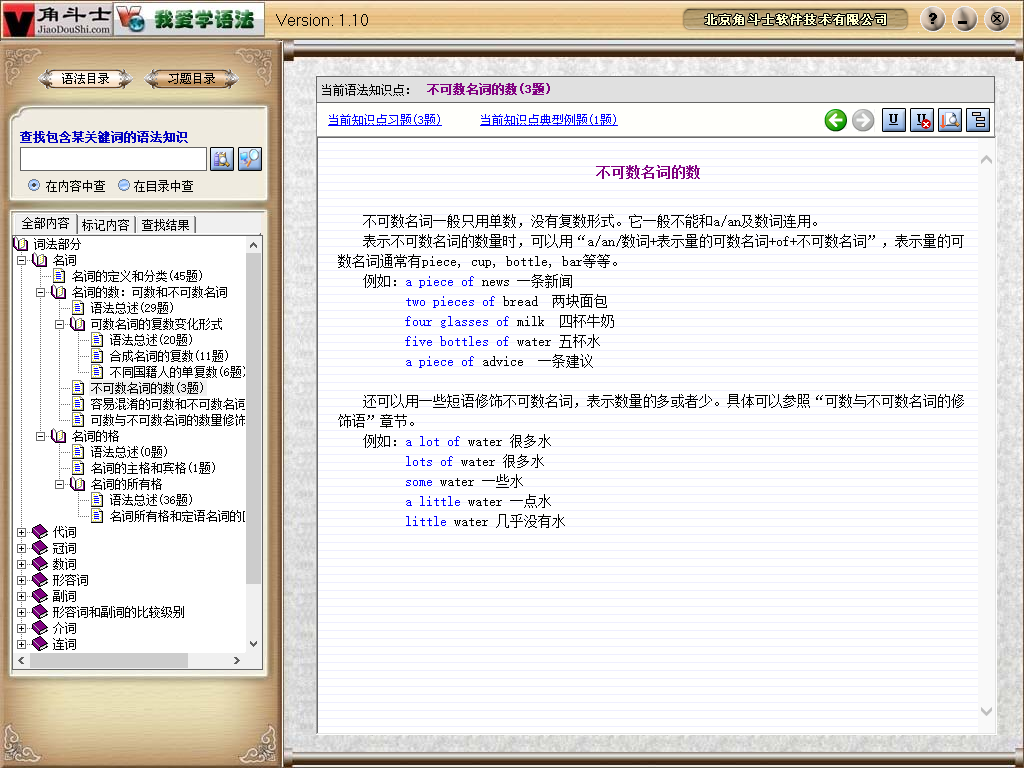 角斗士
JiaoDouShi.com
我爱学语法
Version: 1.10
北京角斗士软件技术有限公司
语法目录
习题目录
查找包含某关键词的语法知识
在内容中查
在目录中查
全部内容
标记内容
查找结果
词法部分
名词
名词的定义和分类(45题)
名词的数：可数和不可数名词
语法总述(29题)
可数名词的复数变化形式
语法总述(20题)
合成名词的复数(11题)
不同国籍人的单复数(6题)
不可数名词的数(3题)
容易混淆的可数和不可数名词
可数与不可数名词的数量修饰
名词的格
语法总述(0题)
名词的主格和宾格(1题)
名词的所有格
语法总述(36题)
名词所有格和定语名词的
代词
冠词
数词
形容词
副词
形容词和副词的比较级别
介词
连词
当前语法知识点：
不可数名词的数(3题)
当前知识点习题(3题)
当前知识点典型例题(1题)
不可数名词的数
不可数名词一般只用单数，没有复数形式。它一般不能和a/an及数词连用。
表示不可数名词的数量时，可以用“a/an/数词+表示量的可数名词+of+不可数名词”，表示量的可
数名词通常有piece, cup, bottle, bar等等。
例如：a piece of news 一条新闻
two pieces of bread 两块面包
four glasses of milk 四杯牛奶
five bottles of water 五杯水
a piece of advice 一条建议
还可以用一些短语修饰不可数名词，表示数量的多或者少。具体可以参照“可数与不可数名词的修
饰语”章节。
例如：a lot of water 很多水
lots of water 很多水
some water 一些水
a little water 一点水
little water 几乎没有水